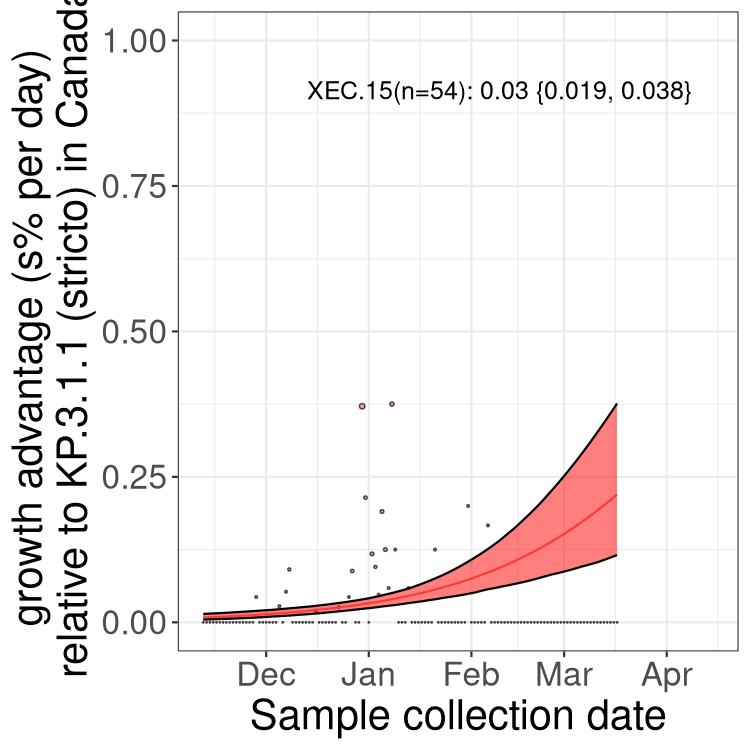 growth advantage (s% per day)
relative to KP.3.1.1 (stricto) in Canada
1.00
0.75
0.50
0.25
0.00
XEC.15(n=54): 0.03 {0.019, 0.038}
Dec Jan Feb Mar Apr
Sample collection date